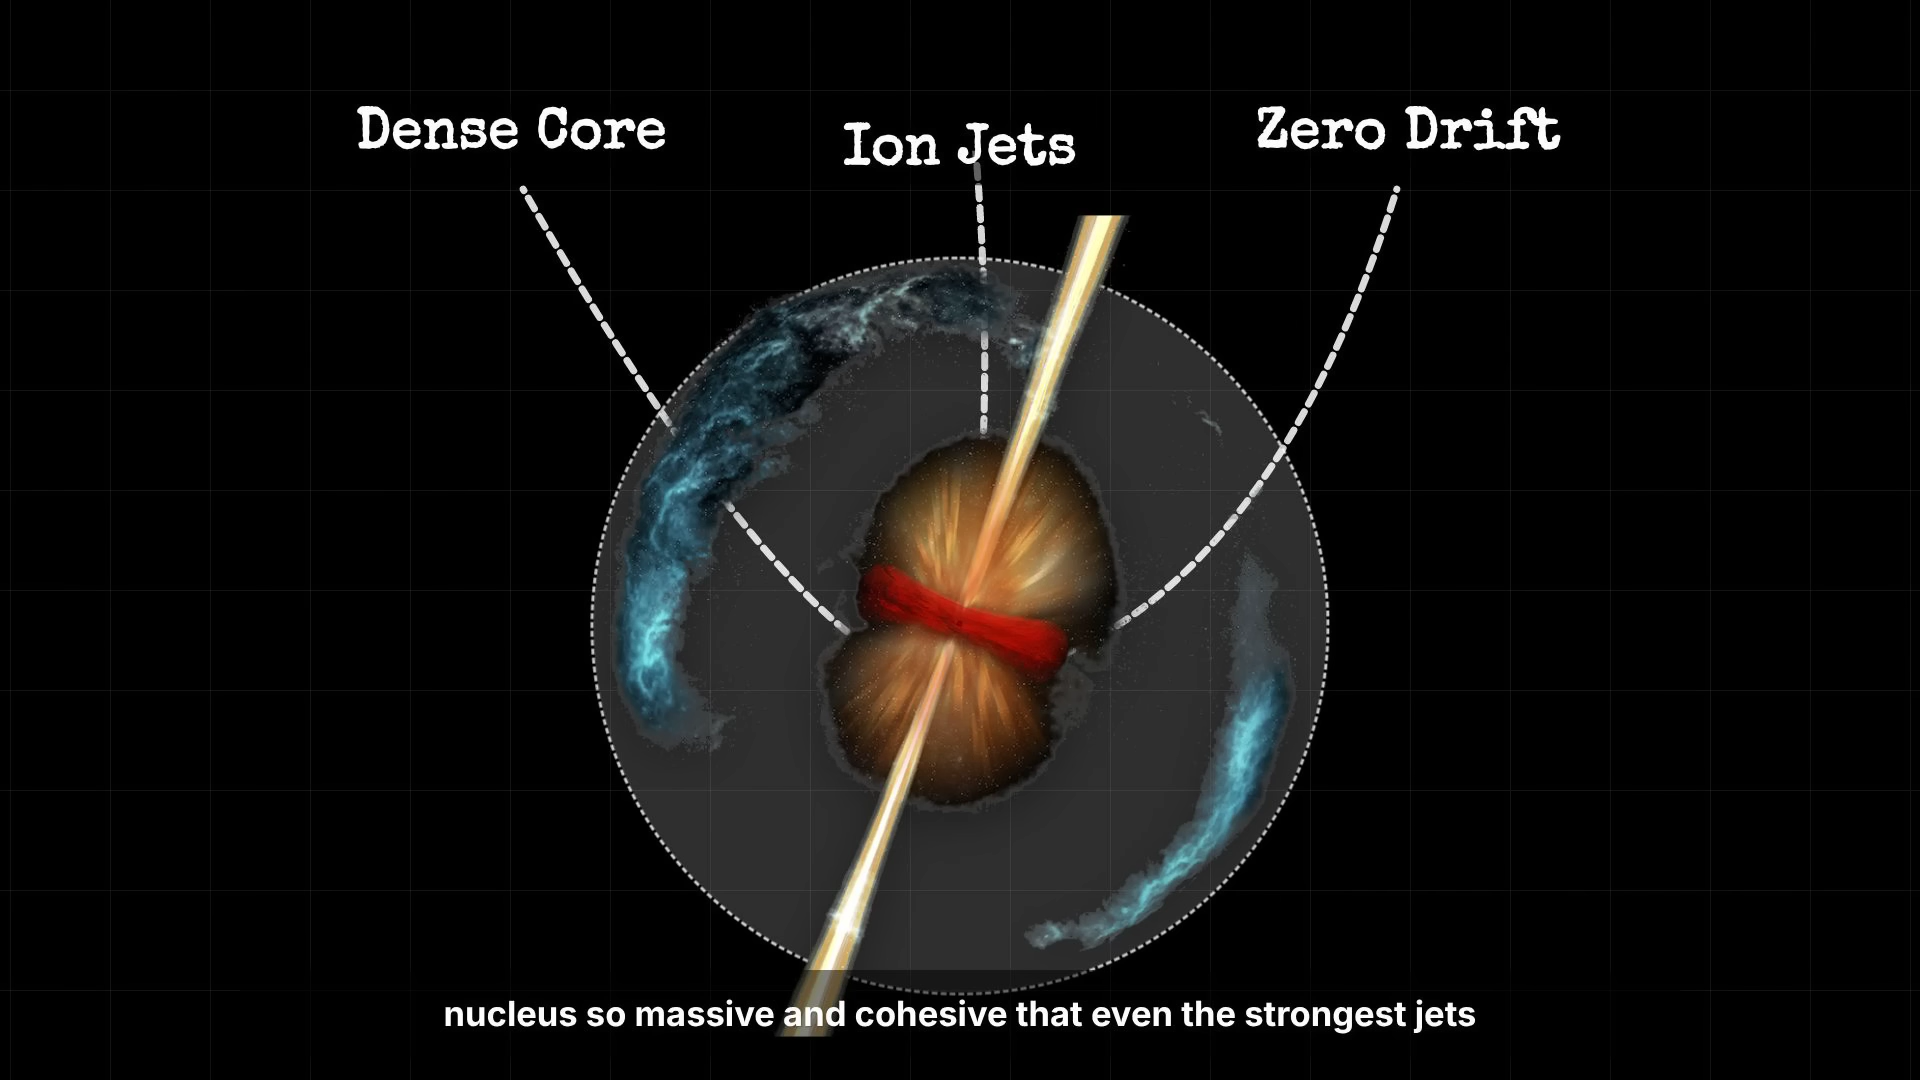 Dense Core
Ion Jets
Zero Drift
nucleus so massive and cohesive that even the strongest jets